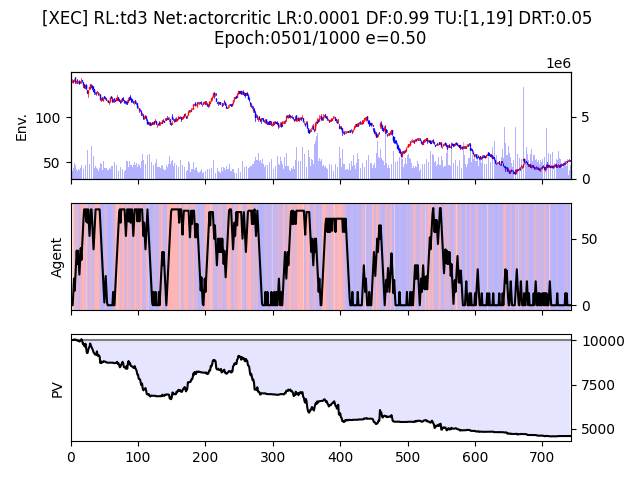 [XEC] RL:td3 Net:actorcritic LR:0.0001 DF:0.99 TU:[1,19] DRT:0.05
Epoch:0501/1000 e=0.50
1e6
Env.
100
50
5
0
Agent
50
0
PV
10000
7500
5000
0 100 200 300 400 500 600 700